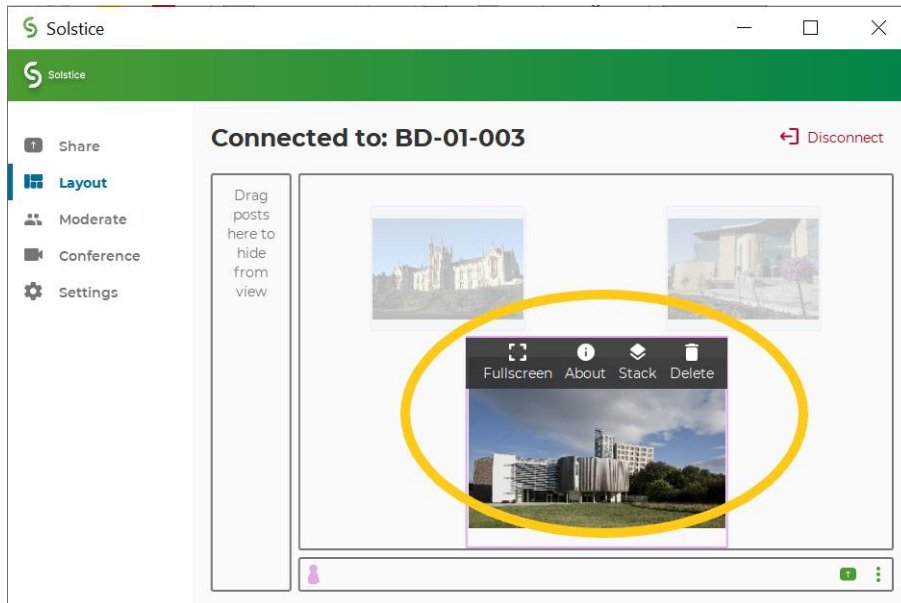 Solstice
Solstice
Share
Layout
Moderate
Conference
Settings
Connected to: BD-01-003
Disconnect
Drag
posts
here to
hide
from
view
Fullscreen About Stack Delete